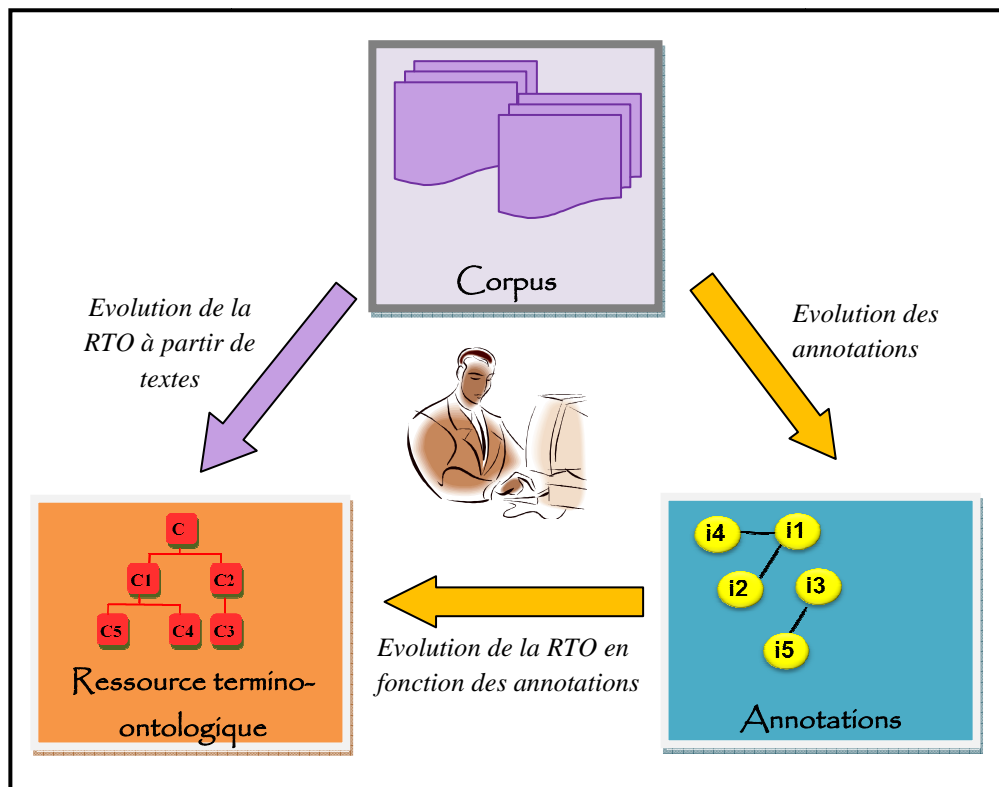 Corpus
Evolution de la
RTO à partir de
textes
Evolution des
annotations
C
C1 C2
C5 C4 C3
Ressource termino-
ontologique
Evolution de la RTO en
fonction des annotations
i4 i1
i2 i3
i5
Annotations